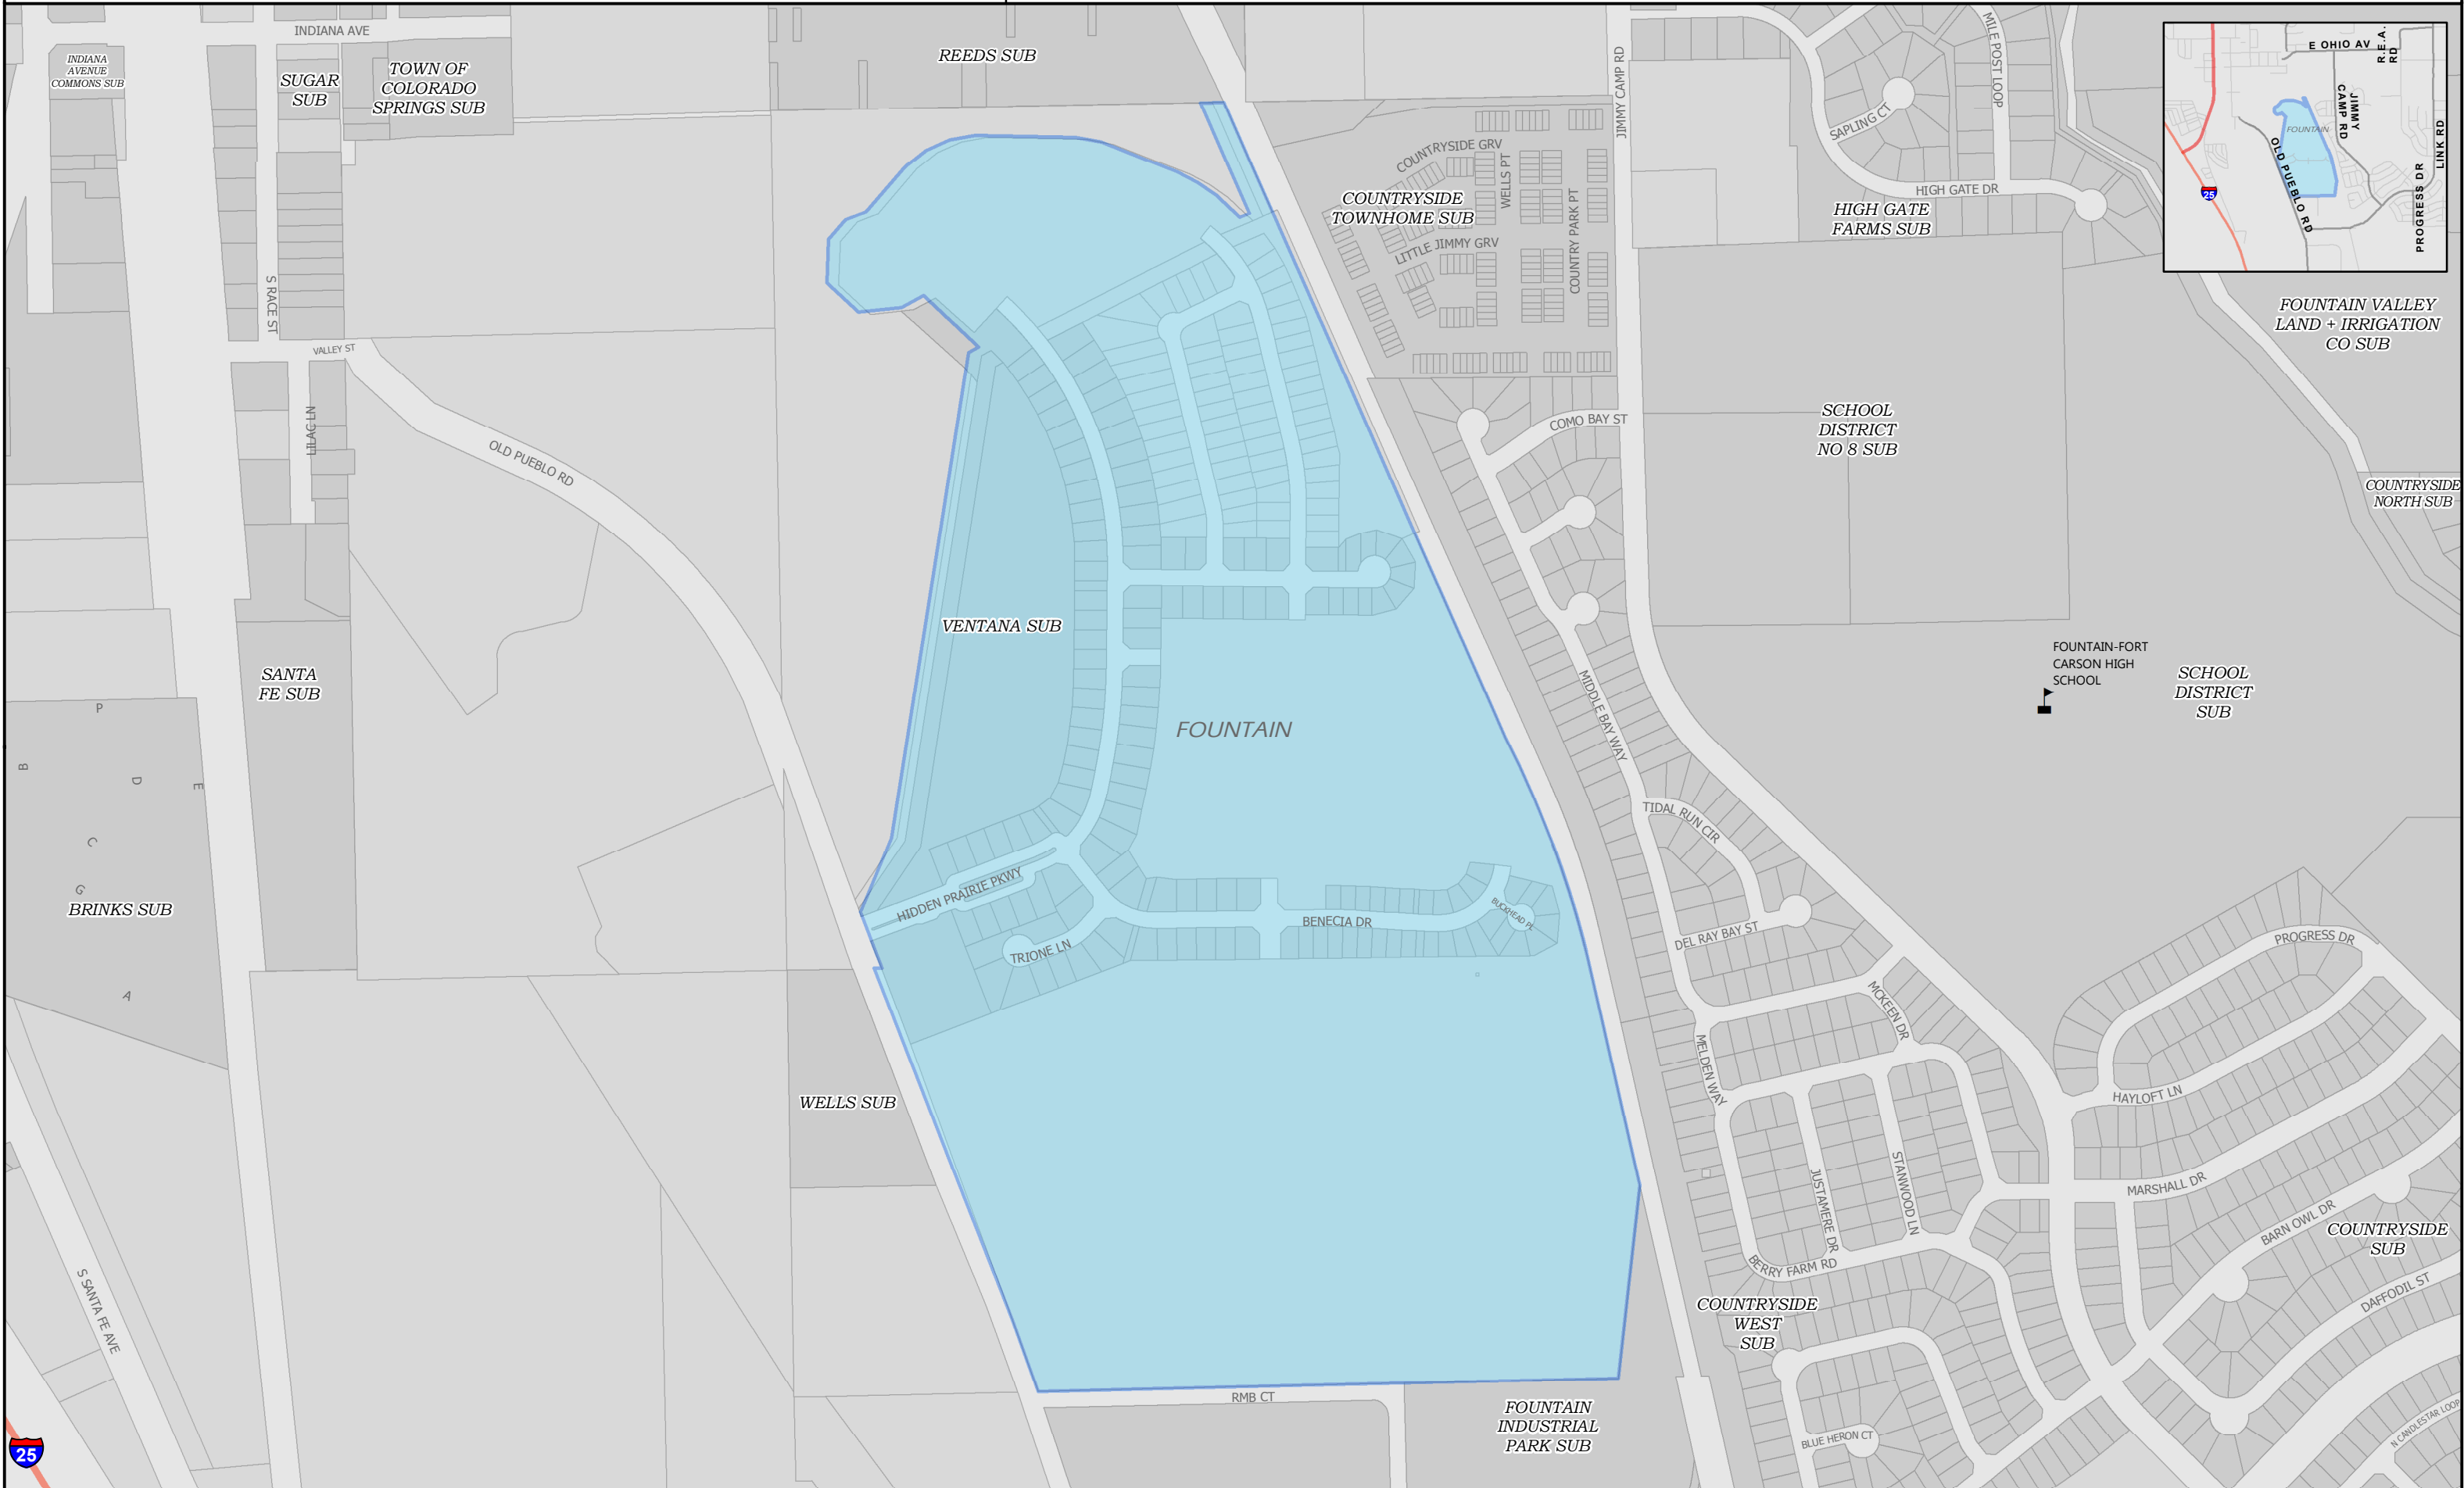 INDIANA AVE
INDIANA
AVENUE
COMMONS SUB
SUGAR
SUB
TOWN OF
COLORADO
SPRINGS SUB
REEDS SUB
JIMMY CAMP RD
MILE POST LOOP
SAPLING CT
HIGH GATE DR
HIGH GATE
FARMS SUB
E OHIO AV
R.E.A.
RD
JIMMY
CAMP RD
FOUNTAIN
OLD PUEBLO RD
LINK RD
PROGRESS DR
25
COUNTRYSIDE GRV
WELLS PT
COUNTRYSIDE
TOWNHOME SUB
COUNTRY PARK PT
LITTLE JIMMY GRV
S RACE ST
VALLEY ST
LILAC LN
OLD PUEBLO RD
FOUNTAIN VALLEY
LAND + IRRIGATION
CO SUB
COMO BAY ST
SCHOOL
DISTRICT
NO 8 SUB
COUNTRYSIDE
NORTH SUB
VENTANA SUB
SANTA
FE SUB
FOUNTAIN-FORT
CARSON HIGH
SCHOOL
SCHOOL
DISTRICT
SUB
MIDDLE BAY WAY
FOUNTAIN
P
B
D
E
C
G
A
BRINKS SUB
TIDAL RUN CIR
HIDDEN PRAIRIE PKWY
BUCKHEAD PL
BENECIA DR
TRIONE LN
DEL RAY BAY ST
PROGRESS DR
MCKEEN DR
MELDEN WAY
WELLS SUB
HAYLOFT LN
MARSHALL DR
JUSTAMERE DR
STANWOOD LN
BARN OWL DR
COUNTRYSIDE
SUB
BERRY FARM RD
DAFFODIL ST
S SANTA FE AVE
COUNTRYSIDE
WEST
SUB
RMB CT
FOUNTAIN
INDUSTRIAL
PARK SUB
BLUE HERON CT
N CANDLESTAR LOOP
25